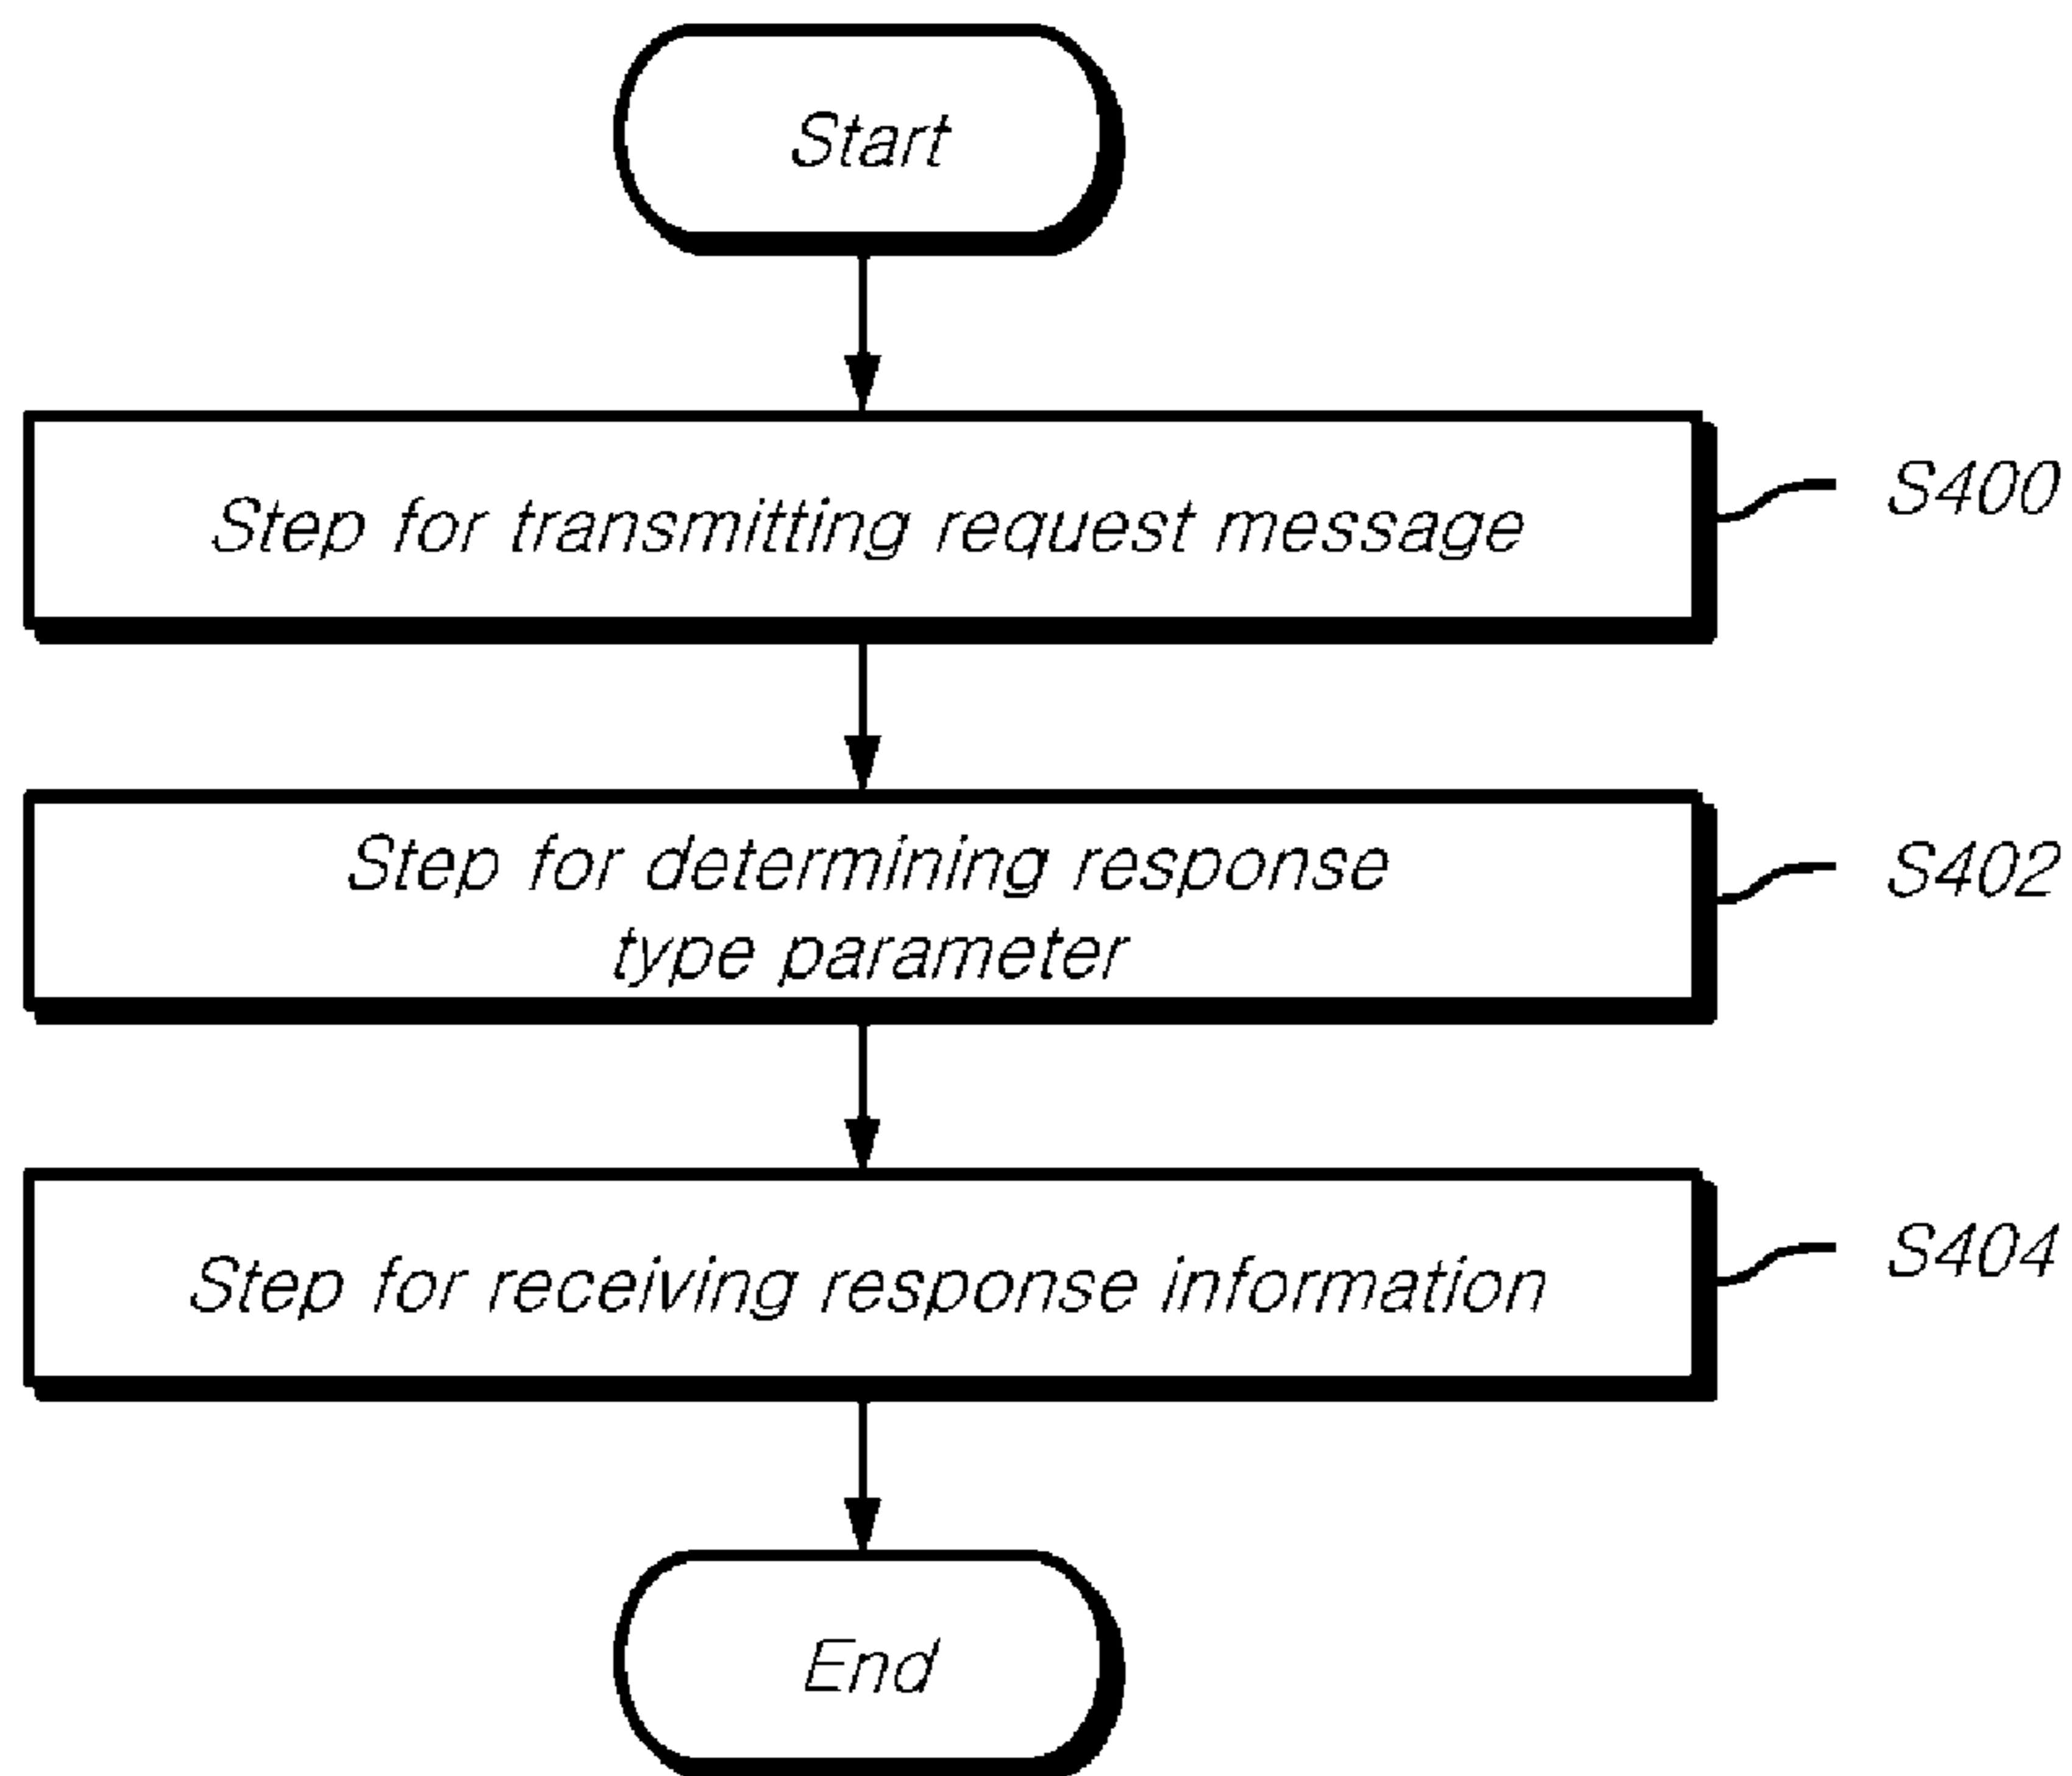 Start
Step for transmitting request message
S400
Step for determining response
type parameter
S402
Step for receiving response information
S404
End